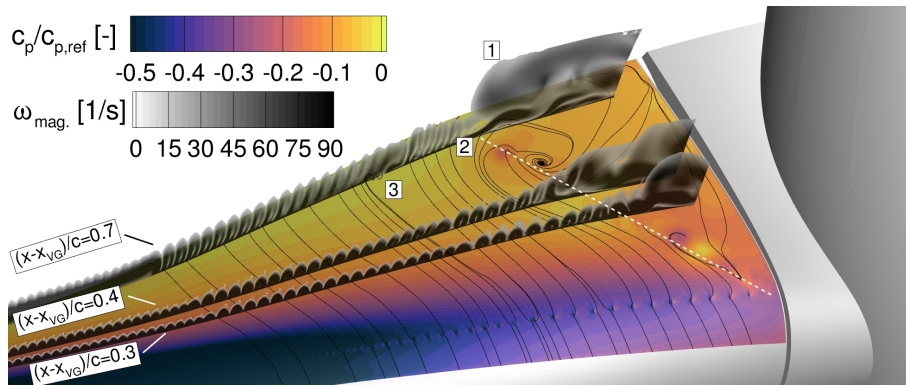 c_p/c_p,ref [-]
-0.5 -0.4 -0.3 -0.2 -0.1 0
ω_mag. [1/s]
0 15 30 45 60 75 90
1
2
3
(x-x_VG)/c=0.7
(x-x_VG)/c=0.4
(x-x_VG)/c=0.3